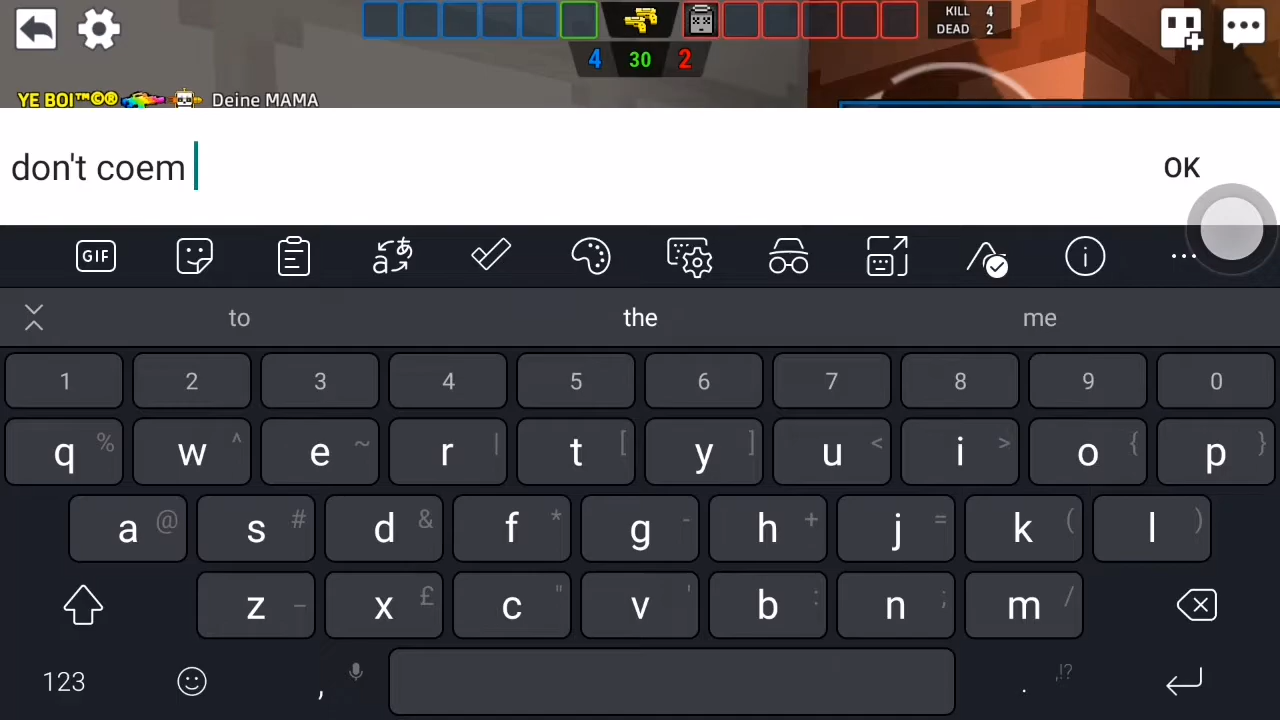 KILL 4
DEAD 2
4 30 2
YE BOI™©® Deine MAMA
don't coem OK
GIF
to the me
1 2 3 4 5 6 7 8 9 0
q % w ^ e ~ r | t [ y ] u < i > o { p }
a @ s # d & f * g - h + j = k ( l )
z _ x £ c " v ' b : n ; m /
123 , . ,!?